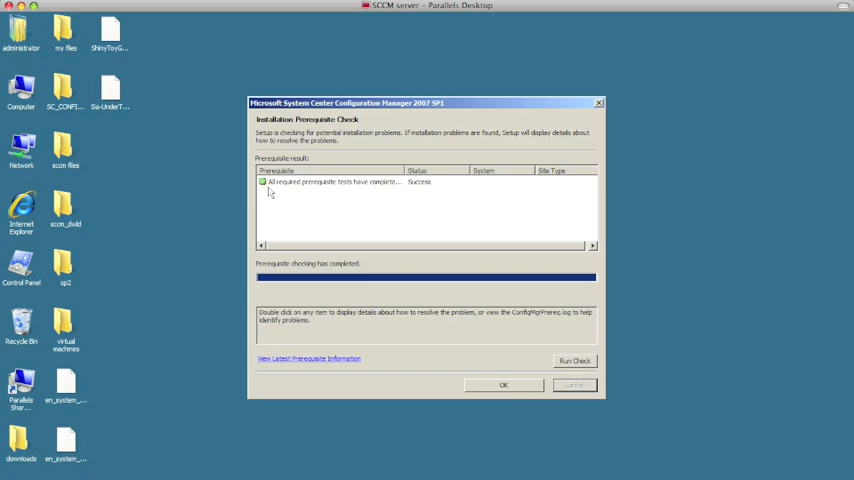 SCCM server – Parallels Desktop
administrator
my files
ShinyToyG...
Computer
SC_CONFI...
Sia-UnderT...
Network
sccm files
Internet
Explorer
sccm_dwld
Control Panel
sp2
Recycle Bin
virtual
machines
Parallels
Shar...
en_system_...
downloads
en_system_...
Microsoft System Center Configuration Manager 2007 SP1
Installation Prerequisite Check
Setup is checking for potential installation problems. If installation problems are found, Setup will display details about
how to resolve the problems.
Prerequisite result:
Prerequisite Status System Site Type
All required prerequisite tests have complete... Success
Prerequisite checking has completed.
Double click on any item to display details about how to resolve the problem, or view the ConfigMgrPrereq.log to help
identify problems.
View Latest Prerequisite Information
Run Check
OK
Cancel